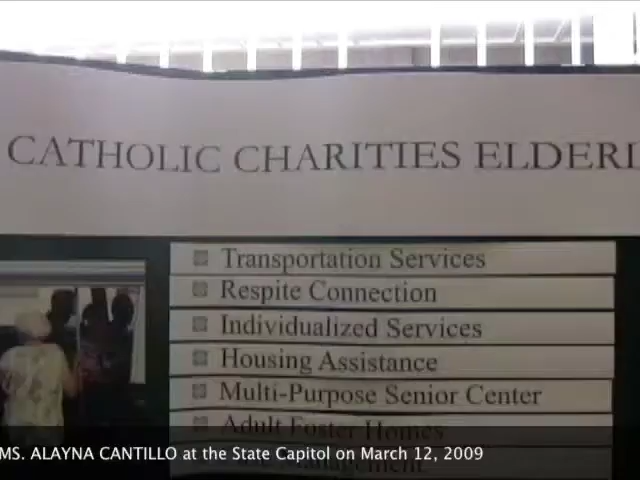 CATHOLIC CHARITIES ELDERL
Transportation Services
Respite Connection
Individualized Services
Housing Assistance
Multi-Purpose Senior Center
Adult Foster Homes
Management
MS. ALAYNA CANTILLO at the State Capitol on March 12, 2009